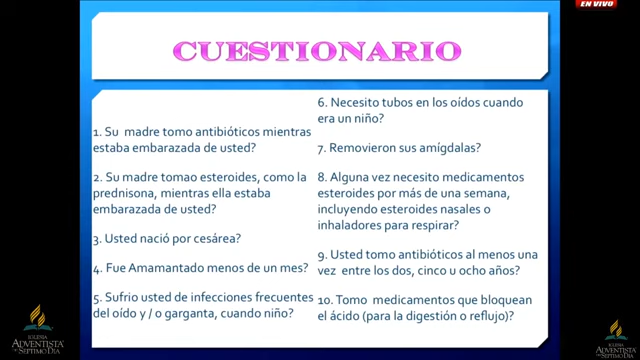 EN VIVO
CUESTIONARIO
1. Su madre tomo antibióticos mientras
estaba embarazada de usted?
2. Su madre tomao esteroides, como la
prednisona, mientras ella estaba
embarazada de usted?
3. Usted nació por cesárea?
4. Fue Amamantado menos de un mes?
5. Sufrio usted de infecciones frecuentes
del oído y / o garganta, cuando niño?
6. Necesito tubos en los oídos cuando
era un niño?
7. Removieron sus amígdalas?
8. Alguna vez necesito medicamentos
esteroides por más de una semana,
incluyendo esteroides nasales o
inhaladores para respirar?
9. Usted tomo antibióticos al menos una
vez entre los dos, cinco u ocho años?
10. Tomo medicamentos que bloquean
el ácido (para la digestión o reflujo)?
IGLESIA
ADVENTISTA
DEL SÉPTIMO DÍA
IGLESIA
ADVENTISTA
DEL SÉPTIMO DÍA